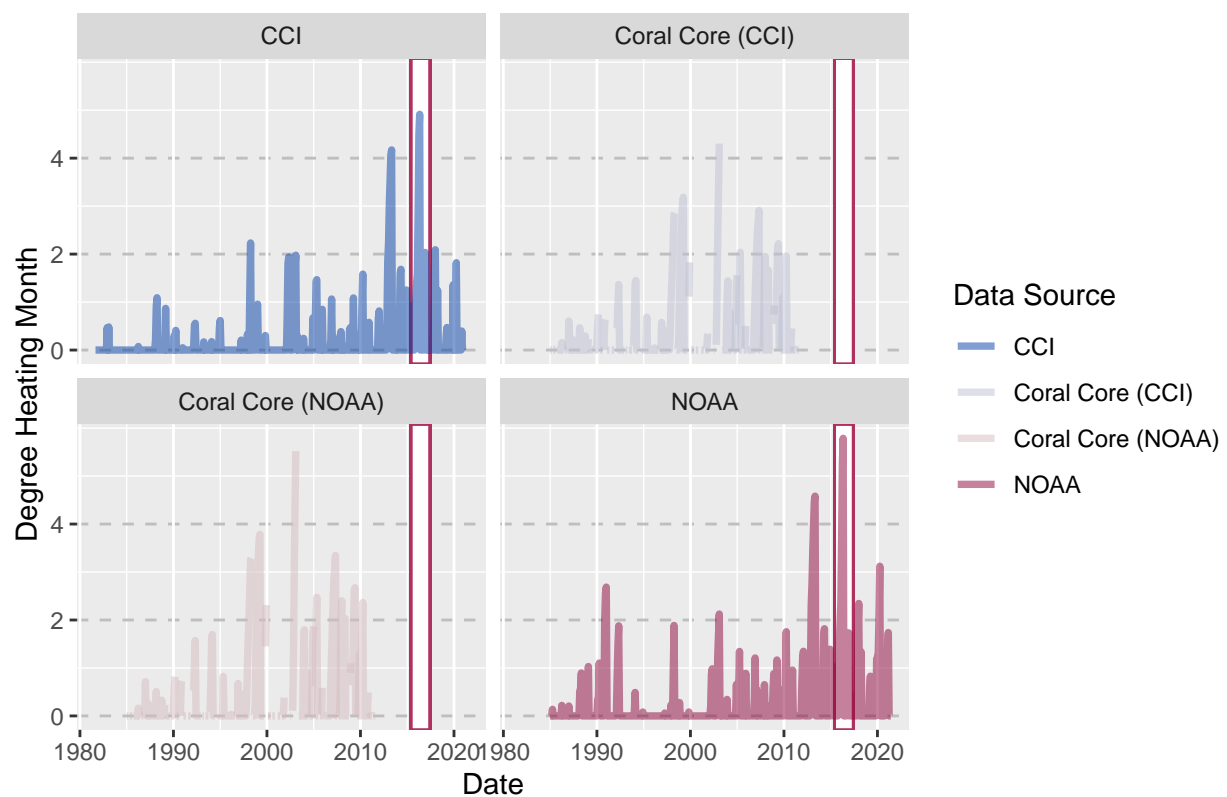 CCI
Coral Core (CCI)
4
2
0
Coral Core (NOAA)
NOAA
4
2
0
1980
1990
2000
2010
2020
1980
1990
2000
2010
2020
Degree Heating Month
Date
Data Source
CCI
Coral Core (CCI)
Coral Core (NOAA)
NOAA